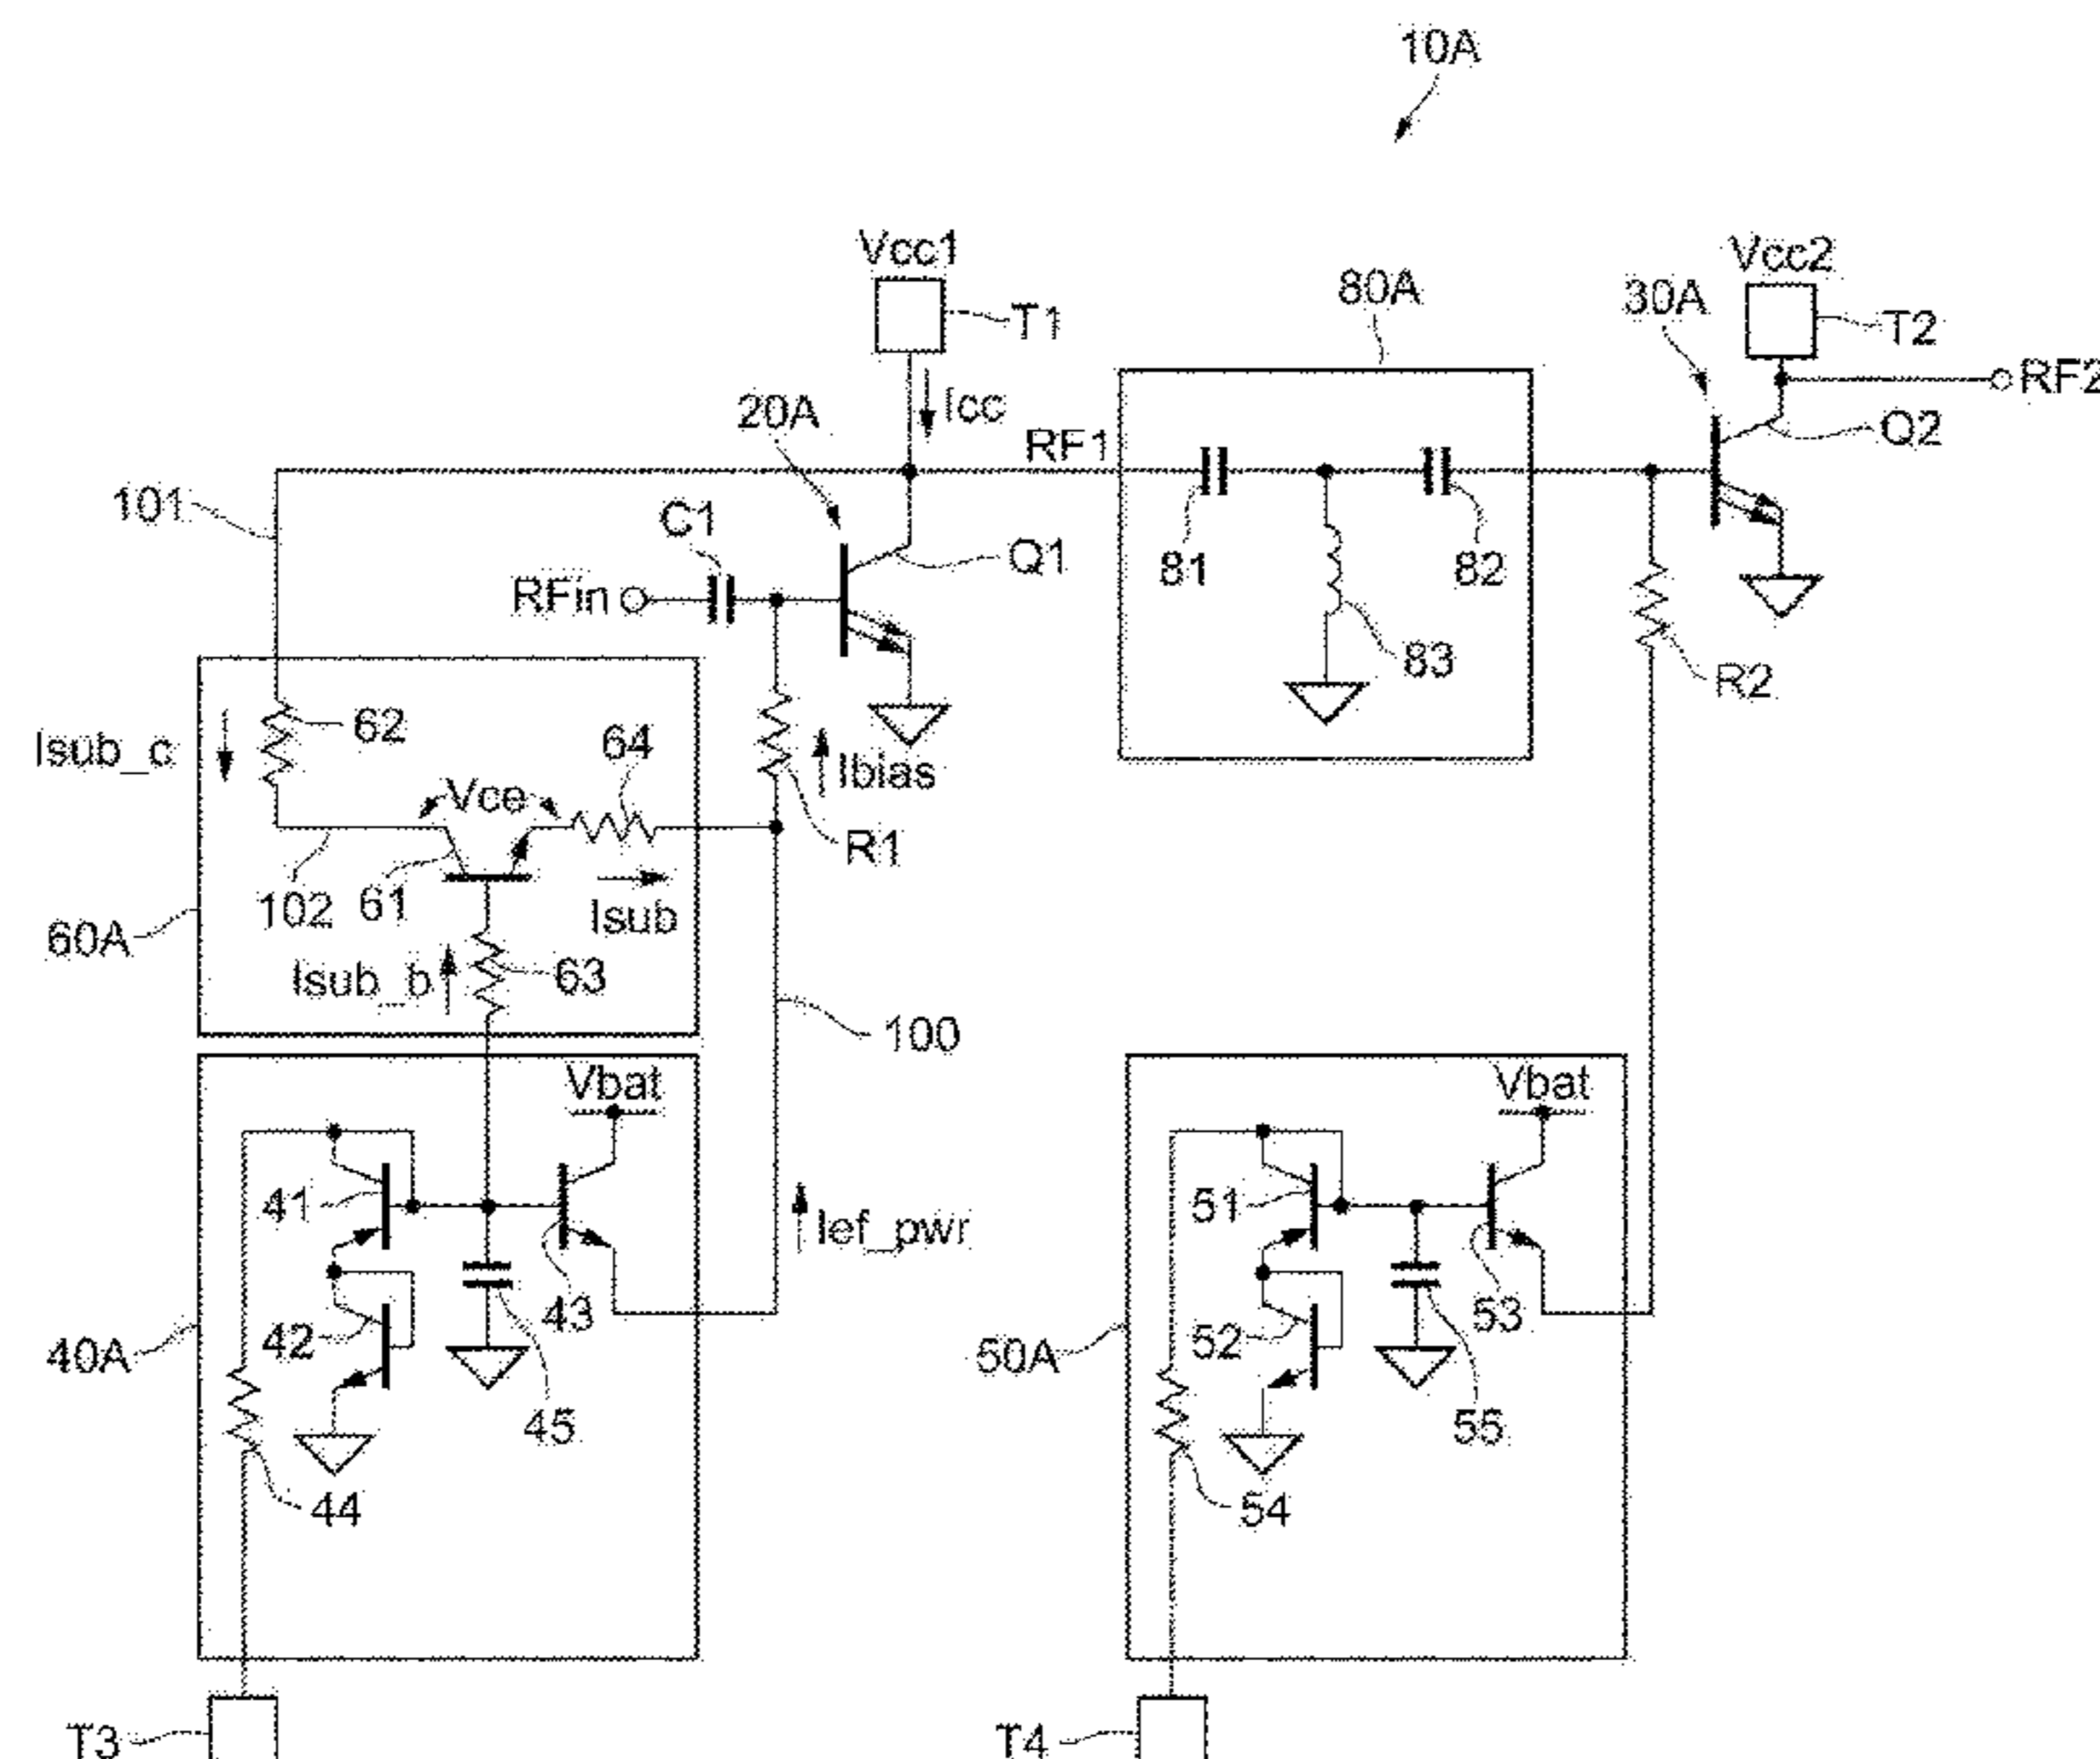 10A
Vcc1
Vcc2
80A
30A
T1
T2
RF2
20A
Icc
Q2
RF1
101
C1
Q1
RFin
81
82
83
R2
Isub_c
62
64
Vce
Ibias
R1
102
61
Isub
60A
Isub_b
63
100
Vbat
Vbat
41
Ief_pwr
51
42
43
52
53
40A
50A
45
55
44
54
T3
T4